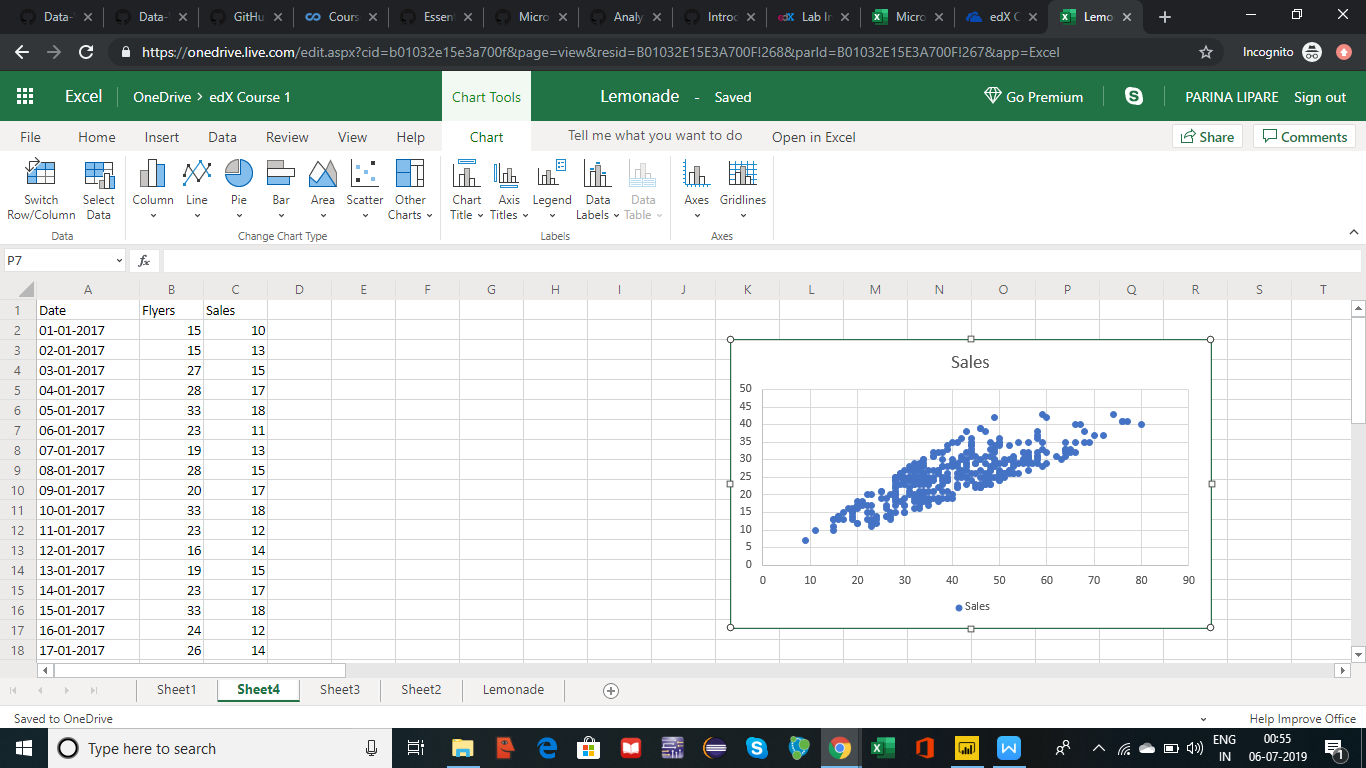 Data- Data- GitHu Cours Essen Micro Analy Introc edX Lab In Micro edX C Lemo
https://onedrive.live.com/edit.aspx?cid=b01032e15e3a700f&page=view&resid=B01032E15E3A700F!268&parId=B01032E15E3A700F!267&app=Excel Incognito
Excel OneDrive > edX Course 1 Chart Tools Lemonade - Saved Go Premium PARINA LIPARE Sign out
File Home Insert Data Review View Help Chart Tell me what you want to do Open in Excel Share Comments
Switch Select Column Line Pie Bar Area Scatter Other Chart Axis Legend Data Data Axes Gridlines
Row/Column Data Charts Title Titles Labels Table
Data Change Chart Type Labels Axes
P7 fx
A B C D E F G H I J K L M N O P Q R S T
1 Date Flyers Sales
2 01-01-2017 15 10
3 02-01-2017 15 13
4 03-01-2017 27 15
5 04-01-2017 28 17
6 05-01-2017 33 18
7 06-01-2017 23 11
8 07-01-2017 19 13
9 08-01-2017 28 15
10 09-01-2017 20 17
11 10-01-2017 33 18
12 11-01-2017 23 12
13 12-01-2017 16 14
14 13-01-2017 19 15
15 14-01-2017 23 17
16 15-01-2017 33 18
17 16-01-2017 24 12
18 17-01-2017 26 14
Sales
50
45
40
35
30
25
20
15
10
5
0
0 10 20 30 40 50 60 70 80 90
Sales
Sheet1 Sheet4 Sheet3 Sheet2 Lemonade
Saved to OneDrive Help Improve Office
Type here to search ENG 00:55
IN 06-07-2019 1